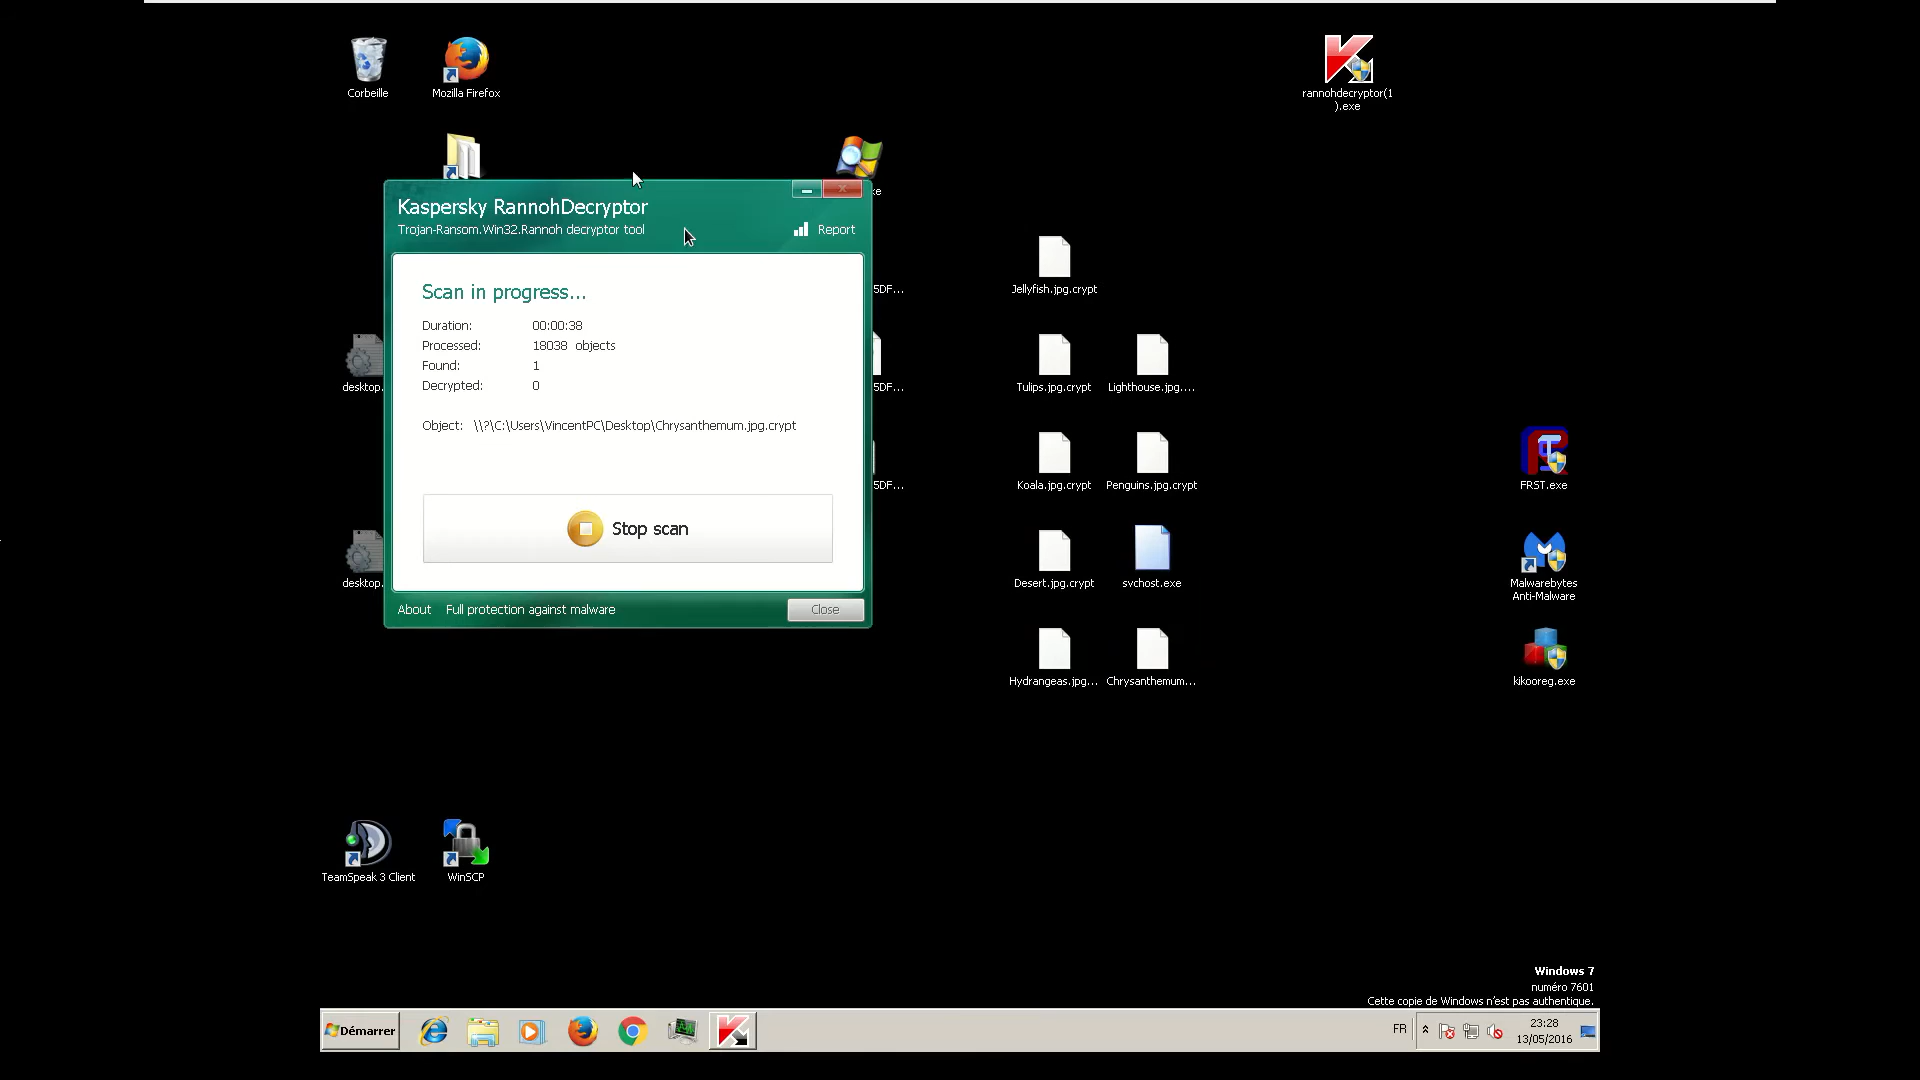 Corbeille
Mozilla Firefox
rannohdecryptor(1
).exe
Kaspersky RannohDecryptor
Trojan-Ransom.Win32.Rannoh decryptor tool
Report
Scan in progress...
Duration: 00:00:38
Processed: 18038 objects
Found: 1
Decrypted: 0
Object: \\?\C:\Users\VincentPC\Desktop\Chrysanthemum.jpg.crypt
Stop scan
About Full protection against malware
Close
xe
5DF...
5DF...
5DF...
desktop.
desktop.
Jellyfish.jpg.crypt
Tulips.jpg.crypt
Lighthouse.jpg....
Koala.jpg.crypt
Penguins.jpg.crypt
Desert.jpg.crypt
svchost.exe
Hydrangeas.jpg...
Chrysanthemum...
FRST.exe
Malwarebytes
Anti-Malware
kikooreg.exe
TeamSpeak 3 Client
WinSCP
Windows 7
numéro 7601
Cette copie de Windows n'est pas authentique.
Démarrer
FR
23:28
13/05/2016